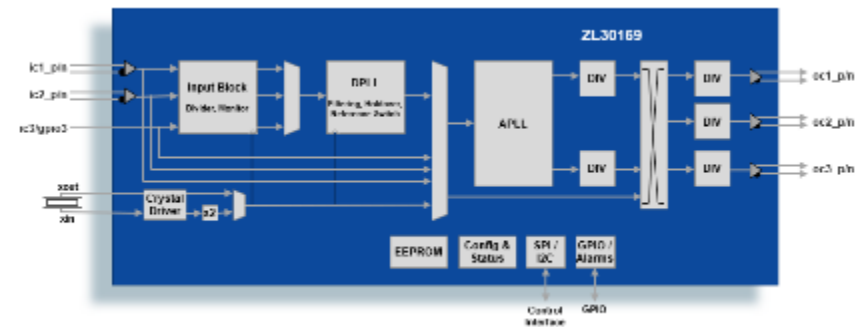 ZL30169
ic1_p/n
ic2_p/n
ic3/gpio3
Input Block
Divider, Monitor
DPLL
Filtering, Holdover,
Reference Switch
APLL
DIV
DIV
DIV
DIV
DIV
oc1_p/n
oc2_p/n
oc3_p/n
xout
xin
Crystal
Driver
x2
EEPROM
Config &
Status
SPI /
I2C
GPIO /
Alarms
Control
Interface
GPIO